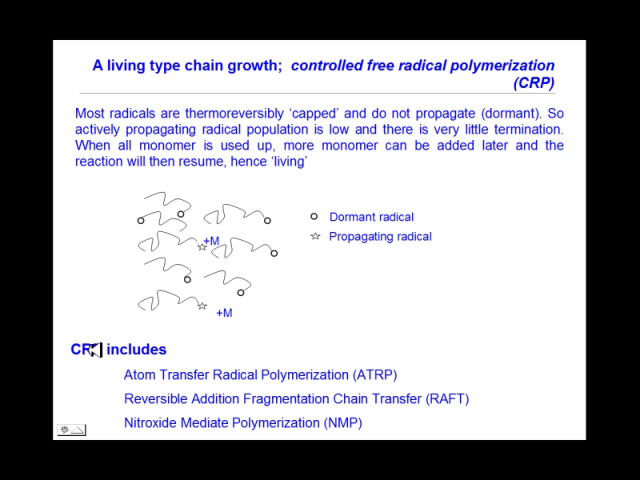 A living type chain growth; controlled free radical polymerization
(CRP)
Most radicals are thermoreversibly ‘capped’ and do not propagate (dormant). So
actively propagating radical population is low and there is very little termination.
When all monomer is used up, more monomer can be added later and the
reaction will then resume, hence ‘living’
Dormant radical
Propagating radical
+M
+M
includes
Atom Transfer Radical Polymerization (ATRP)
Reversible Addition Fragmentation Chain Transfer (RAFT)
Nitroxide Mediate Polymerization (NMP)